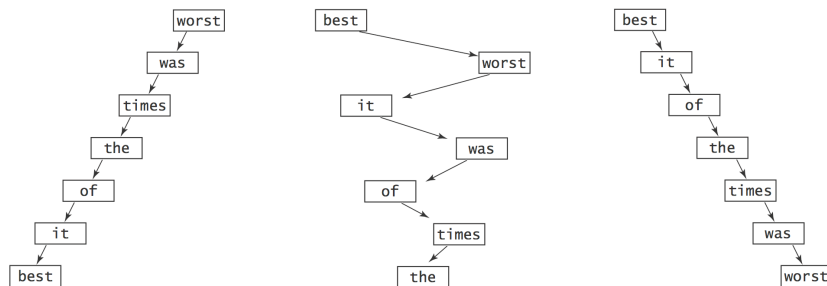 worst
was
times
the
of
it
best
best
worst
it
was
of
times
the
best
it
of
the
times
was
worst